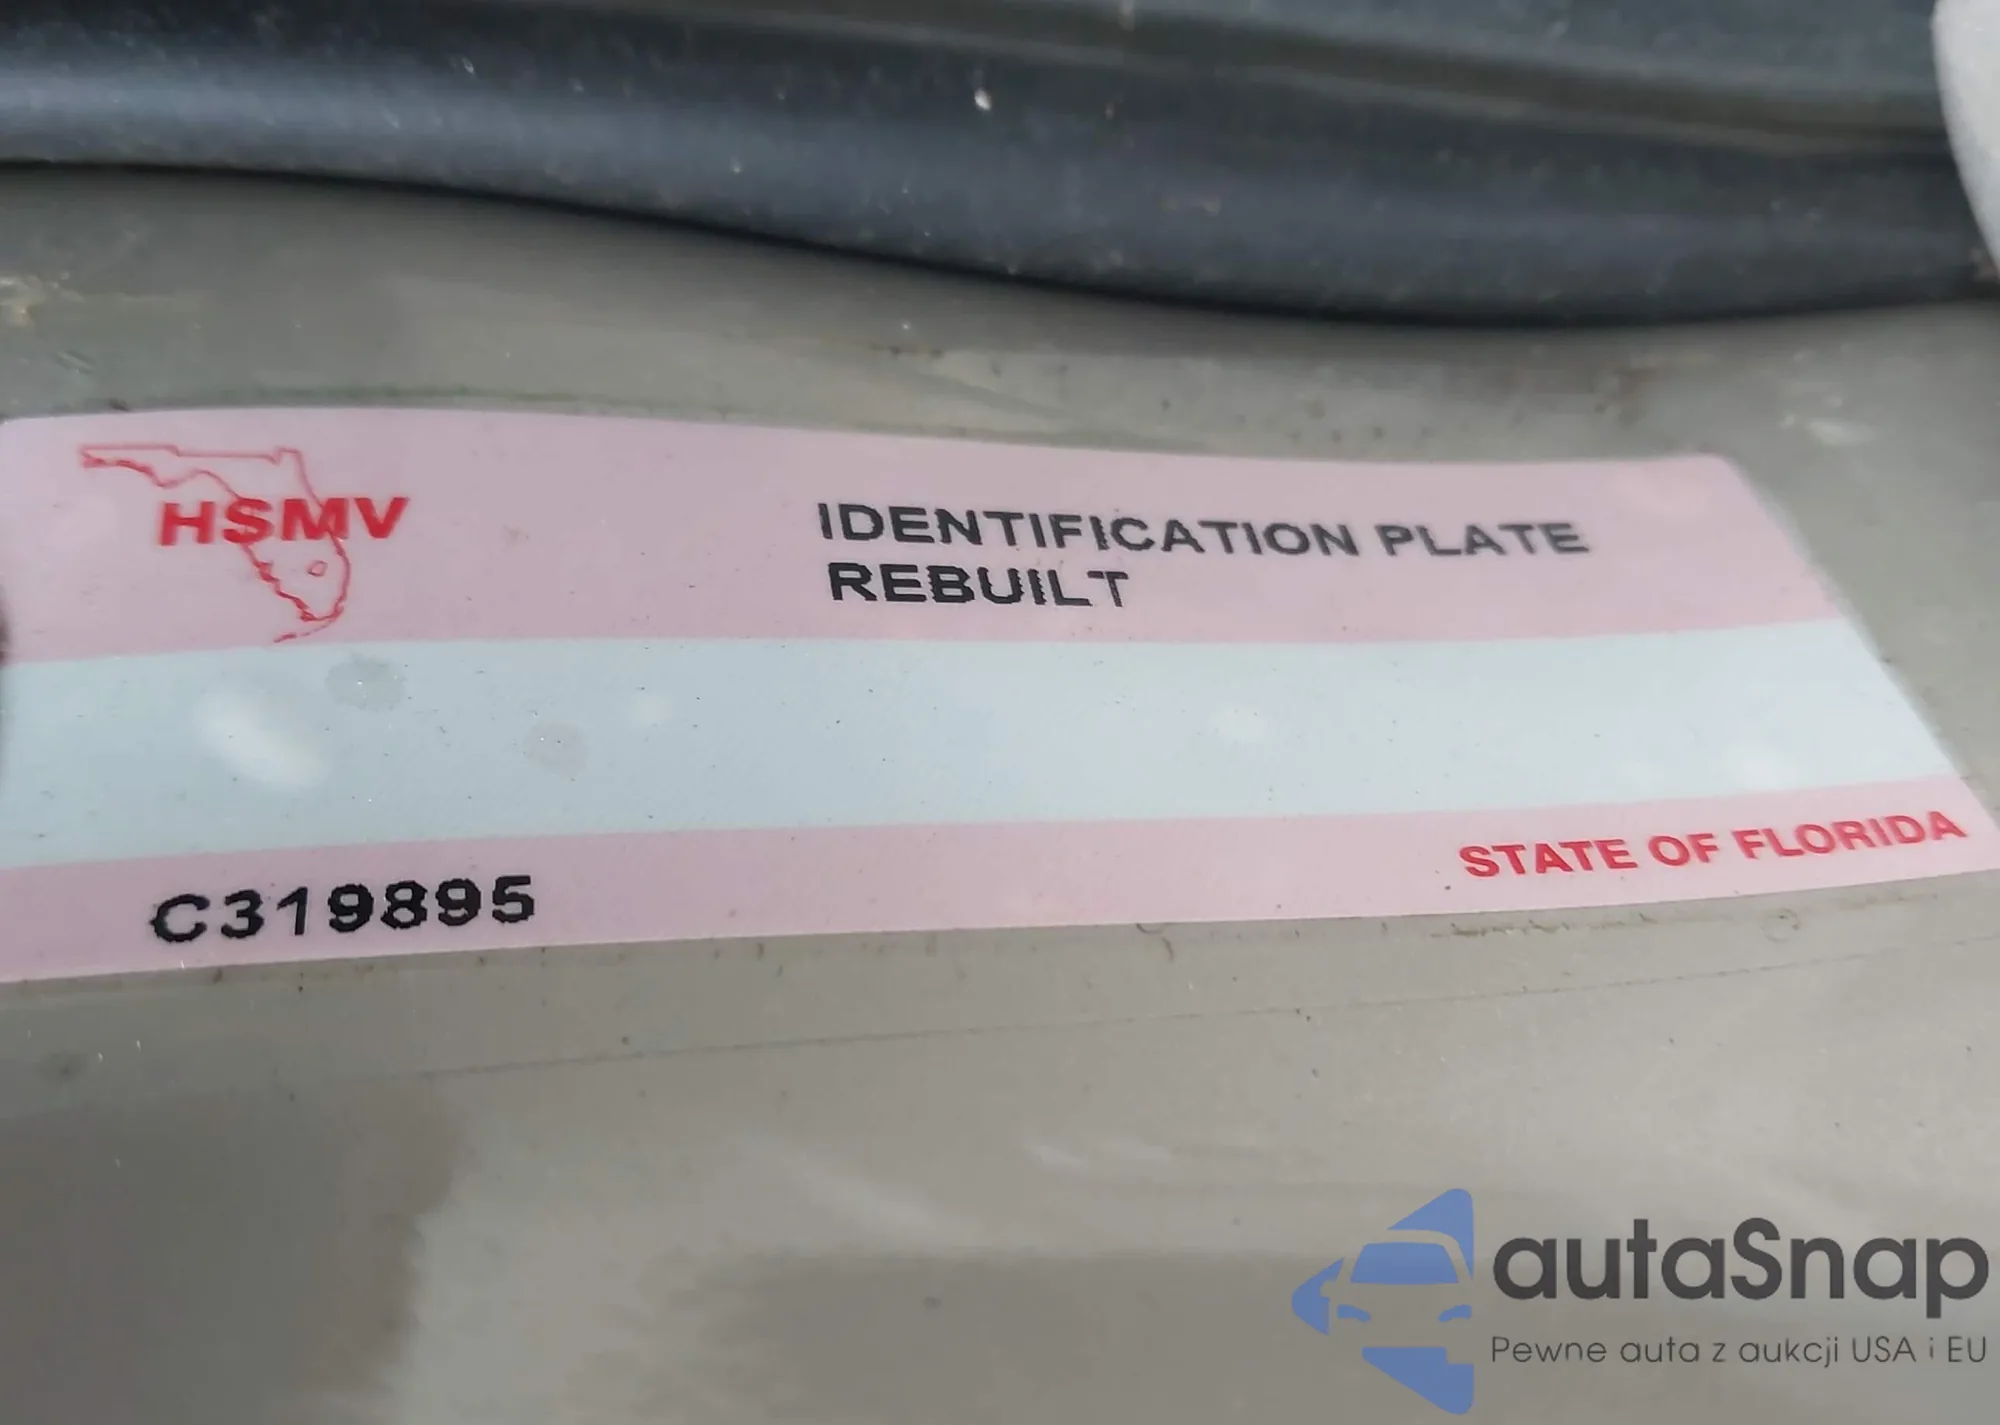 HSMV
IDENTIFICATION PLATE
REBUILT
C319895
STATE OF FLORIDA
autaSnap
Pewne auta z aukcji USA i EU